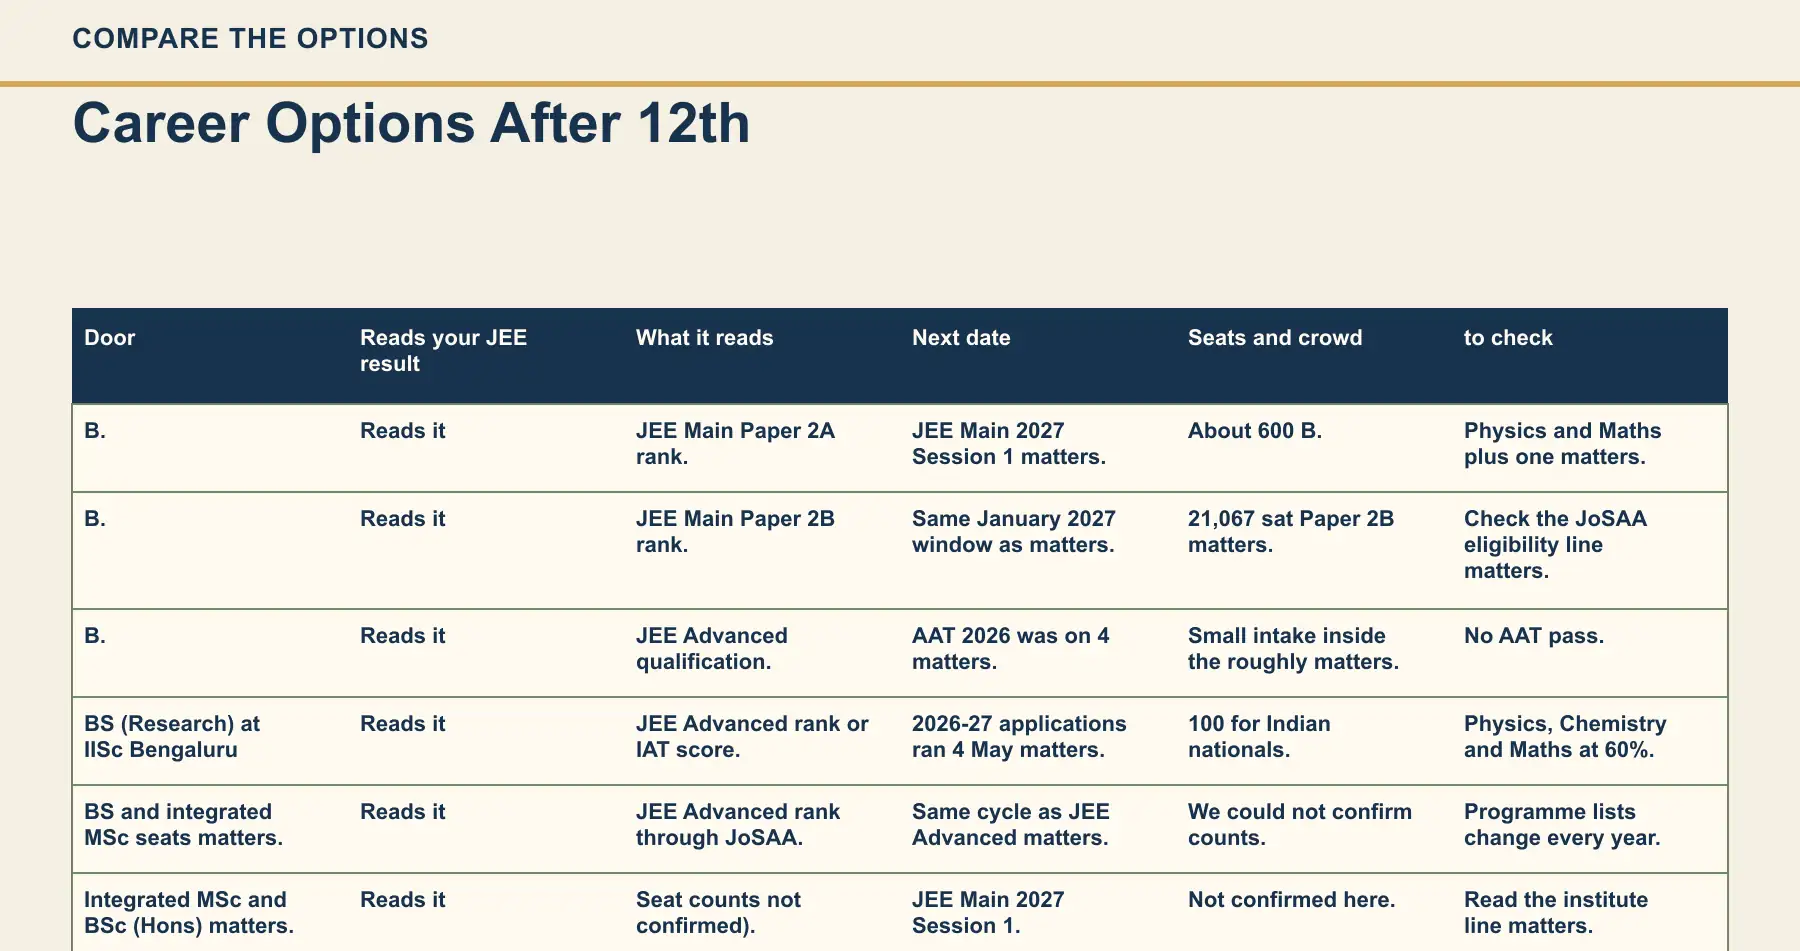 COMPARE THE OPTIONS
Career Options After 12th
Door
Reads your JEE
result
What it reads
Next date
Seats and crowd
to check
B.
Reads it
JEE Main Paper 2A
rank.
JEE Main 2027
Session 1 matters.
About 600 B.
Physics and Maths
plus one matters.
B.
Reads it
JEE Main Paper 2B
rank.
Same January 2027
window as matters.
21,067 sat Paper 2B
matters.
Check the JoSAA
eligibility line
matters.
B.
Reads it
JEE Advanced
qualification.
AAT 2026 was on 4
matters.
Small intake inside
the roughly matters.
No AAT pass.
BS (Research) at
IISc Bengaluru
Reads it
JEE Advanced rank or
IAT score.
2026-27 applications
ran 4 May matters.
100 for Indian
nationals.
Physics, Chemistry
and Maths at 60%.
BS and integrated
MSc seats matters.
Reads it
JEE Advanced rank
through JoSAA.
Same cycle as JEE
Advanced matters.
We could not confirm
counts.
Programme lists
change every year.
Integrated MSc and
BSc (Hons) matters.
Reads it
Seat counts not
confirmed).
JEE Main 2027
Session 1.
Not confirmed here.
Read the institute
line matters.